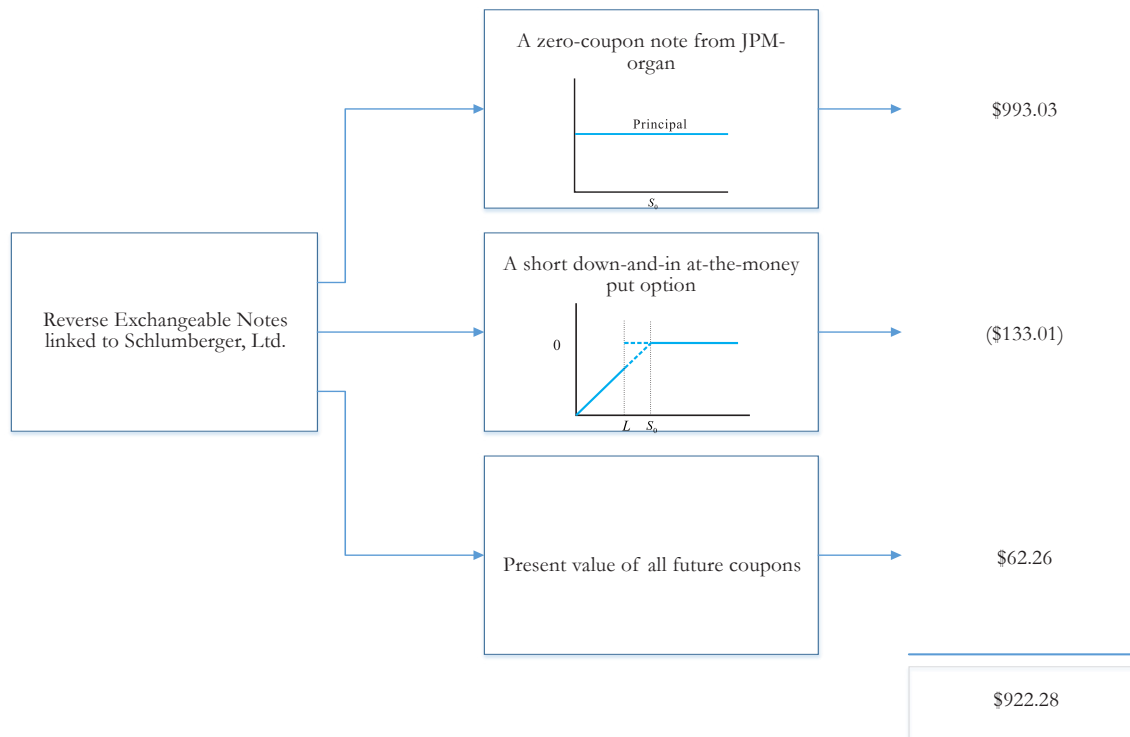 A zero-coupon note from JPM-
organ
Principal
S₀
$993.03
Reverse Exchangeable Notes
linked to Schlumberger, Ltd.
A short down-and-in at-the-money
put option
0
L S₀
($133.01)
Present value of all future coupons
$62.26
$922.28